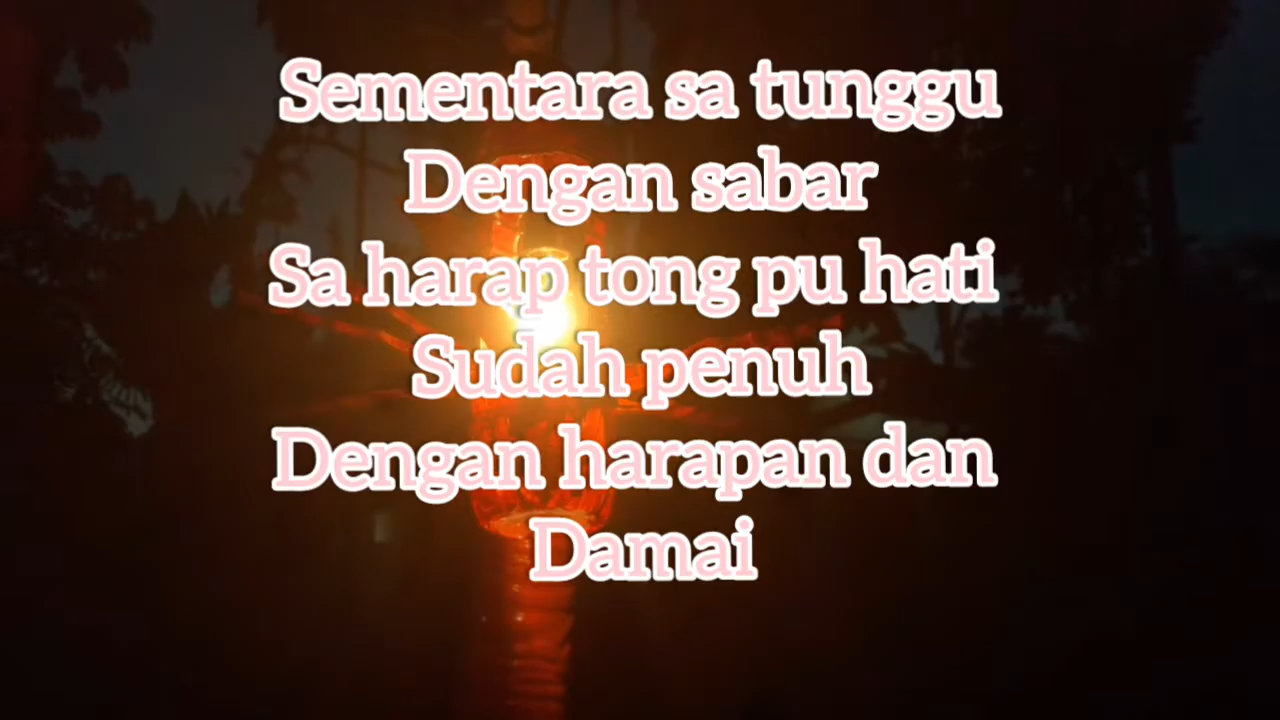 Sementara sa tunggu
Dengan sabar
Sa harap tong pu hati
Sudah penuh
Dengan harapan dan
Damai